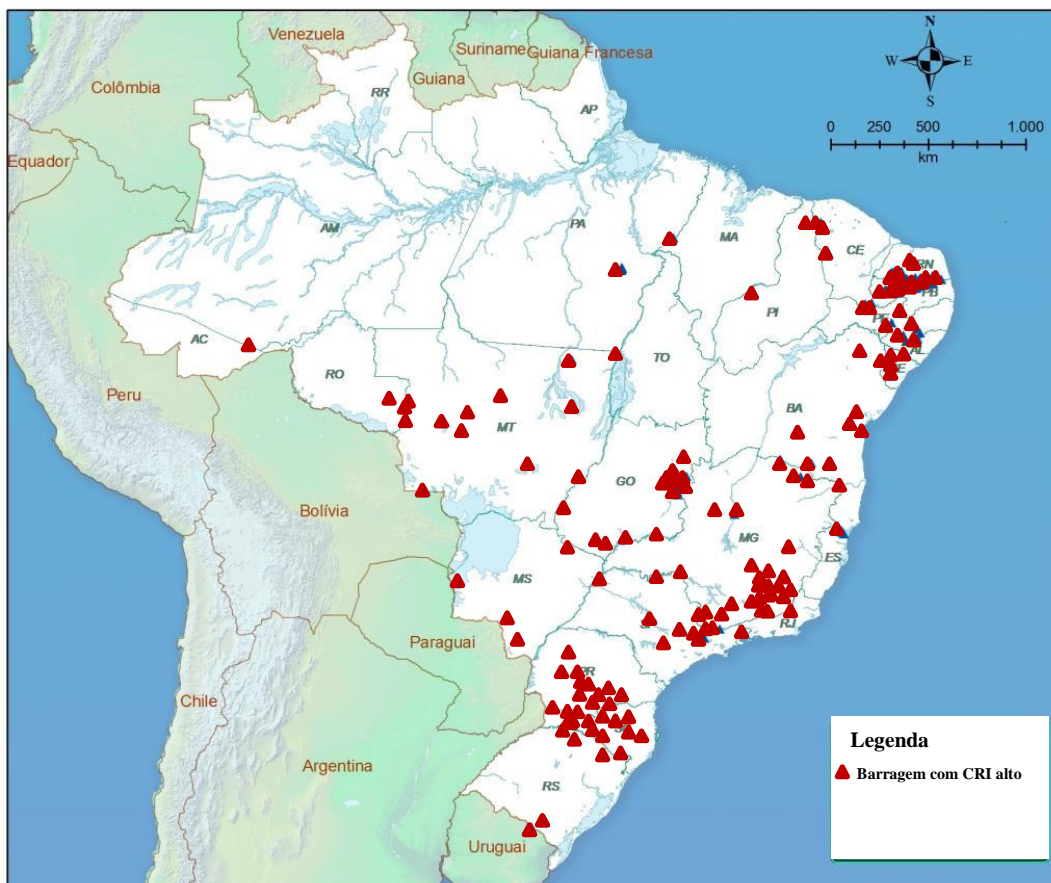 Venezuela
Suriname
Guiana Francesa
Guiana
Colômbia
Equador
Peru
Bolívia
Paraguai
Chile
Argentina
Uruguai
RR
AP
AM
PA
MA
CE
RN
PB
PI
PE
AL
SE
AC
RO
TO
MT
BA
GO
MG
ES
MS
RJ
PR
RS
N
W
E
S
0 250 500 1.000
km
Legenda
Barragem com CRI alto